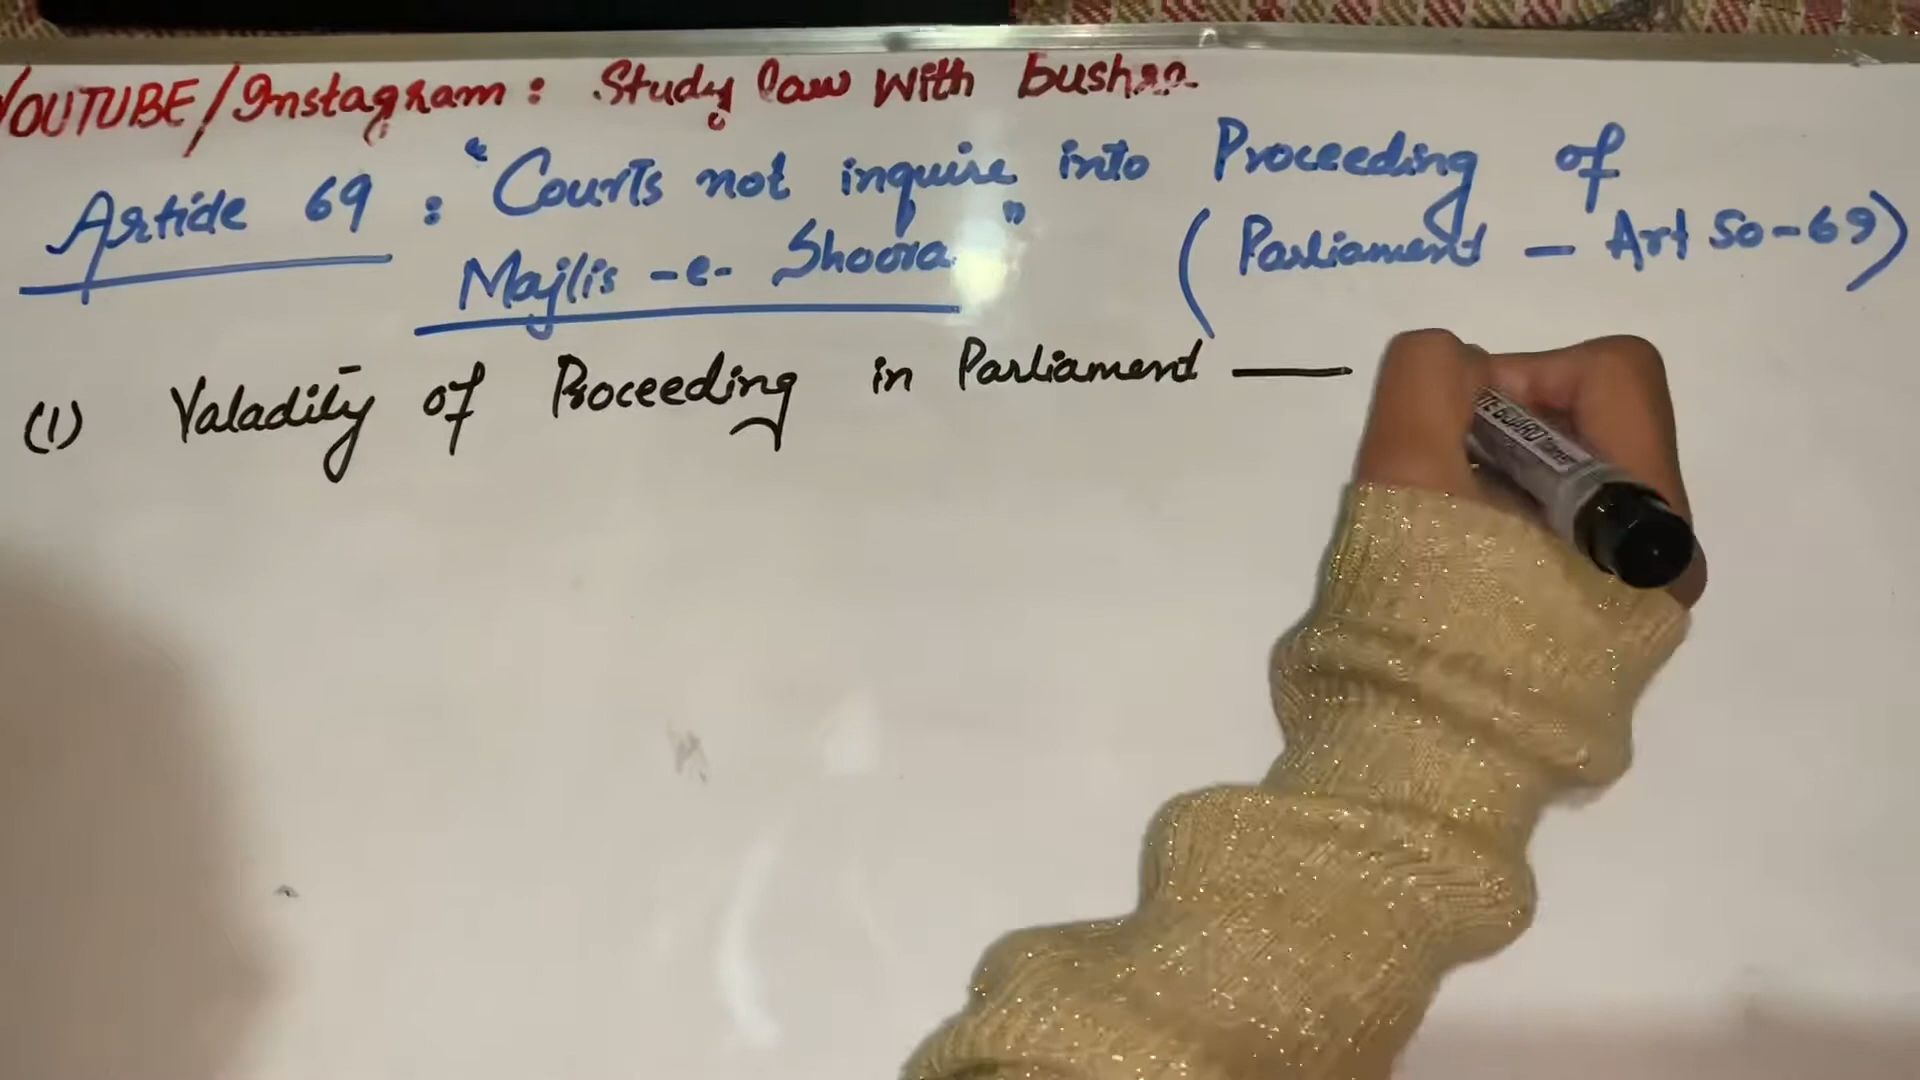 YOUTUBE/Instagram: Study law with bushra
Article 69: "Courts not inquire into Proceeding of
Majlis-e-Shoora" (Parliament - Art 50-69)
(1) Valadity of Proceeding in Parliament —